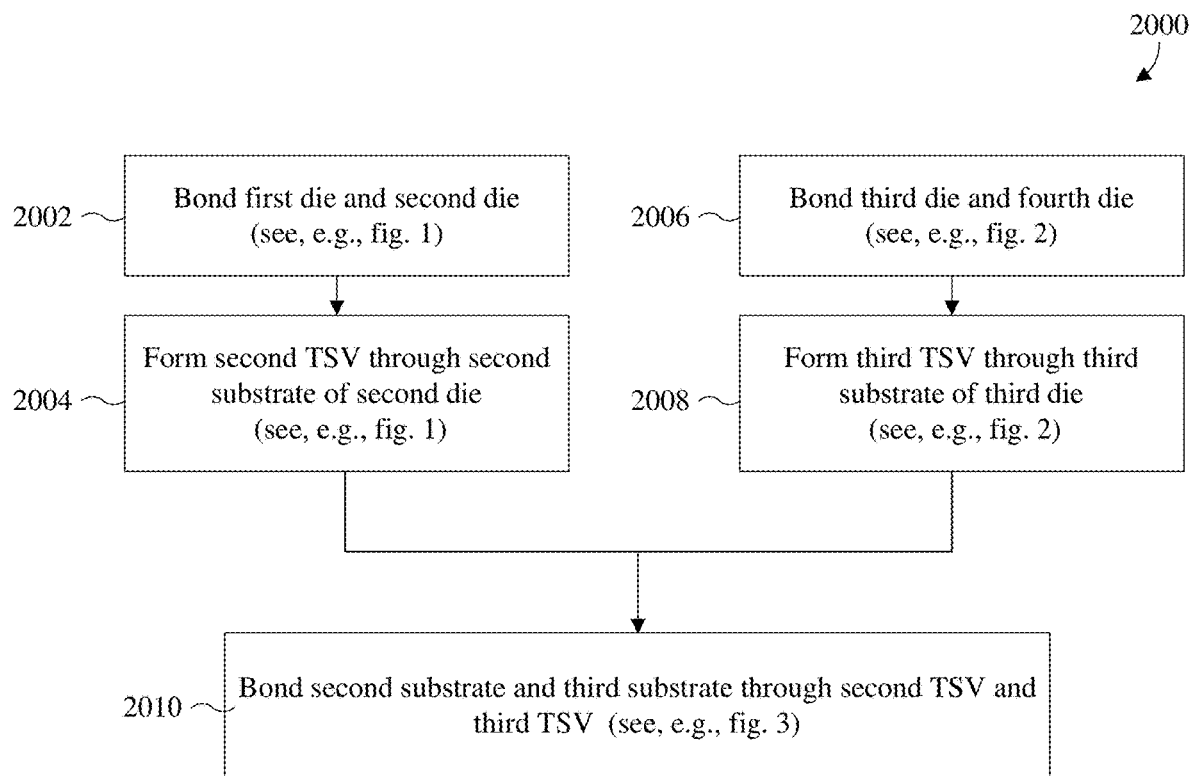 2000
2002
Bond first die and second die
(see, e.g., fig. 1)
2006
Bond third die and fourth die
(see, e.g., fig. 2)
2004
Form second TSV through second
substrate of second die
(see, e.g., fig. 1)
2008
Form third TSV through third
substrate of third die
(see, e.g., fig. 2)
2010
Bond second substrate and third substrate through second TSV and
third TSV (see, e.g., fig. 3)